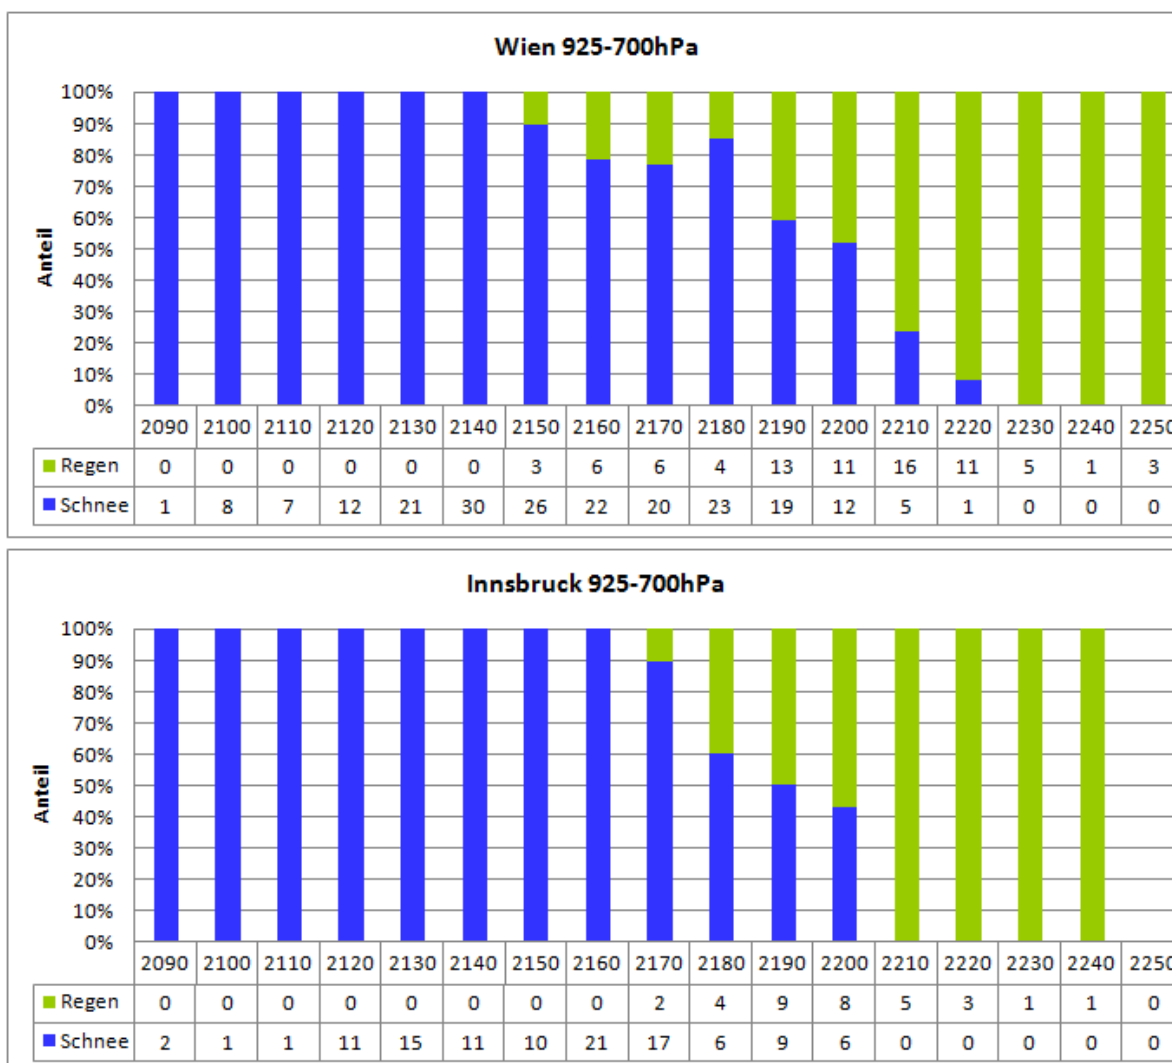 Wien 925-700hPa
100%
90%
80%
70%
60%
50%
40%
30%
20%
10%
0%
Anteil
2090 2100 2110 2120 2130 2140 2150 2160 2170 2180 2190 2200 2210 2220 2230 2240 2250
Regen 0 0 0 0 0 0 3 6 6 4 13 11 16 11 5 1 3
Schnee 1 8 7 12 21 30 26 22 20 23 19 12 5 1 0 0 0
Innsbruck 925-700hPa
100%
90%
80%
70%
60%
50%
40%
30%
20%
10%
0%
Anteil
2090 2100 2110 2120 2130 2140 2150 2160 2170 2180 2190 2200 2210 2220 2230 2240 2250
Regen 0 0 0 0 0 0 0 0 2 4 9 8 5 3 1 1 0
Schnee 2 1 1 11 15 11 10 21 17 6 9 6 0 0 0 0 0